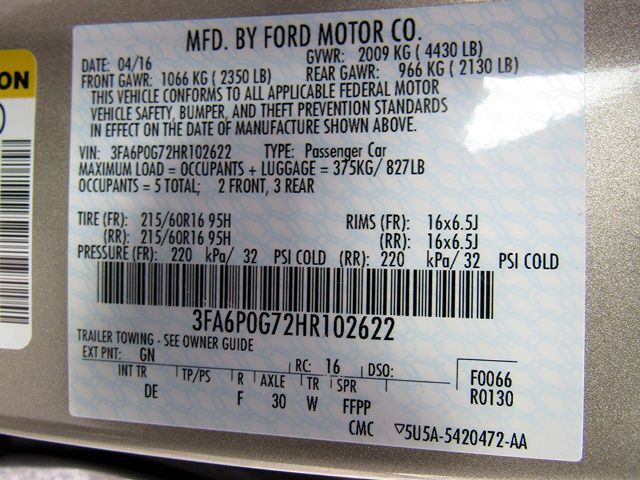 MFD. BY FORD MOTOR CO.
DATE: 04/16 GVWR: 2009 KG ( 4430 LB)
FRONT GAWR: 1066 KG ( 2350 LB) REAR GAWR: 966 KG ( 2130 LB)
THIS VEHICLE CONFORMS TO ALL APPLICABLE FEDERAL MOTOR
VEHICLE SAFETY, BUMPER, AND THEFT PREVENTION STANDARDS
IN EFFECT ON THE DATE OF MANUFACTURE SHOWN ABOVE.
VIN: 3FA6P0G72HR102622 TYPE: Passenger Car
MAXIMUM LOAD = OCCUPANTS + LUGGAGE = 375KG/ 827LB
OCCUPANTS = 5 TOTAL; 2 FRONT, 3 REAR
TIRE (FR): 215/60R16 95H RIMS (FR): 16x6.5J
(RR): 215/60R16 95H (RR): 16x6.5J
PRESSURE (FR): 220 kPa/ 32 PSI COLD (RR): 220 kPa/ 32 PSI COLD
3FA6P0G72HR102622
TRAILER TOWING - SEE OWNER GUIDE
EXT PNT: GN RC: 16 DSO: F0066
INT TR TP/PS R AXLE TR SPR R0130
DE F 30 W FFPP
CMC ▽5U5A-5420472-AA